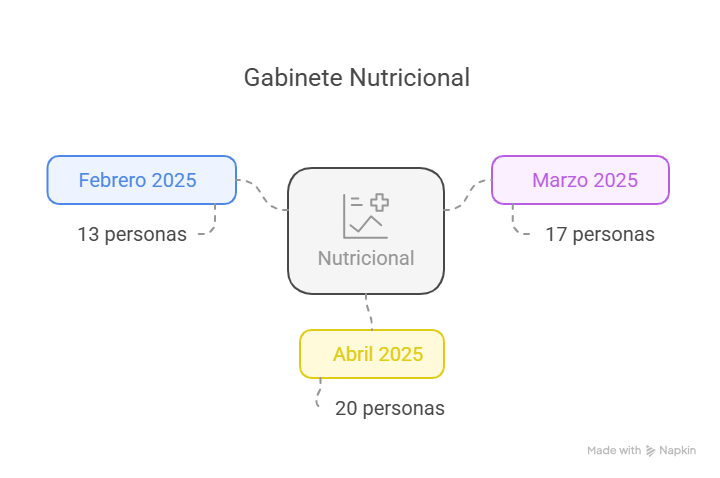 Gabinete Nutricional
Febrero 2025
13 personas
Nutricional
Marzo 2025
17 personas
Abril 2025
20 personas
Made with Napkin